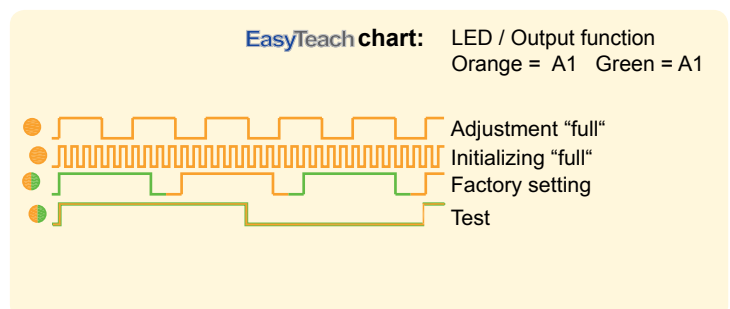 EasyTeach chart: LED / Output function
Orange = A1 Green = A1
Adjustment “full“
Initializing “full“
Factory setting
Test